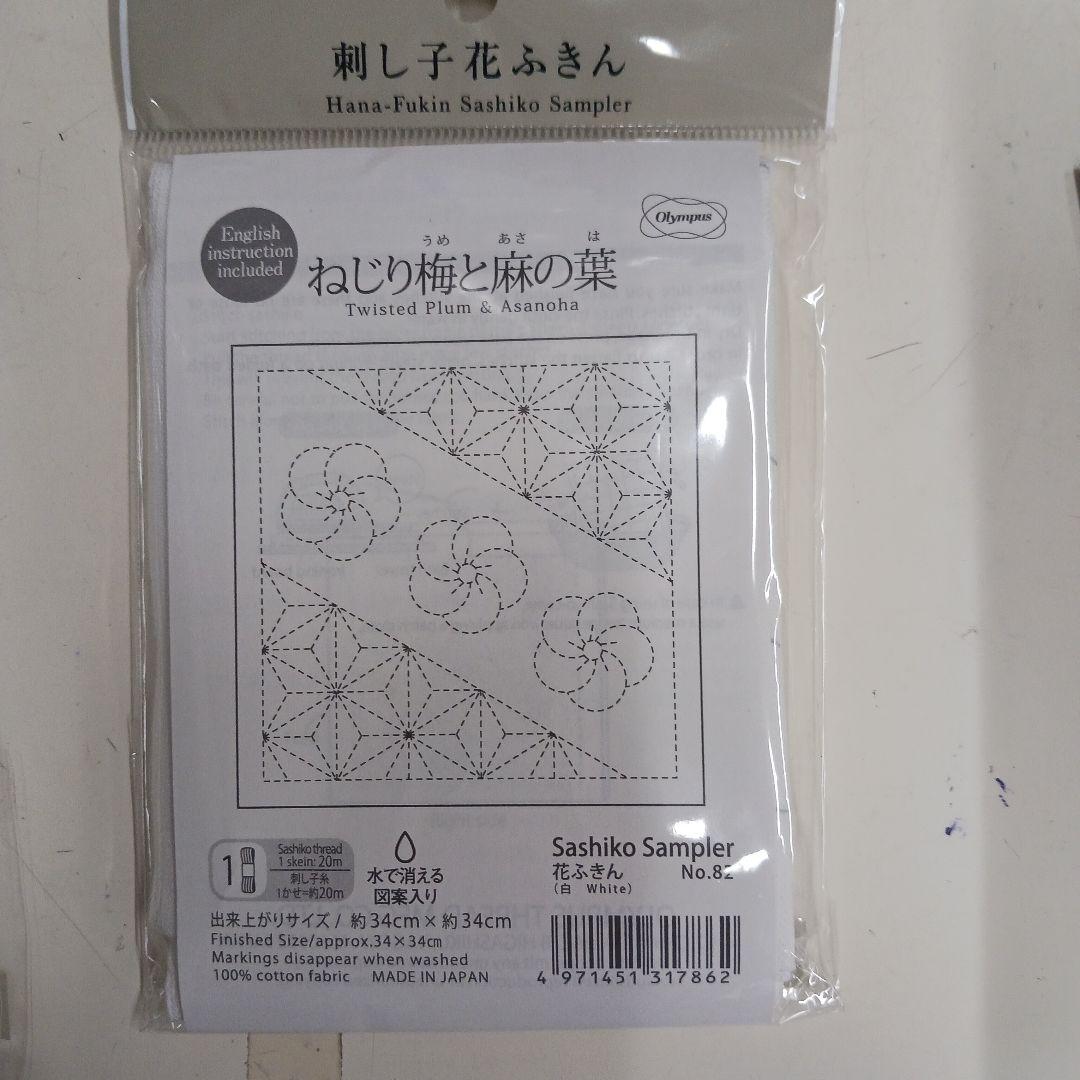 刺し子花ふきん
Hana-Fukin Sashiko Sampler
English
instruction
included
Olympus
うめ あさ は
ねじり梅と麻の葉
Twisted Plum & Asanoha
1
Sashiko thread
1 skein: 20m
刺し子糸
1かせ=約20m
水で消える
図案入り
Sashiko Sampler
花ふきん No.82
(白 White)
出来上がりサイズ / 約34cm×約34cm
Finished Size/approx.34×34cm
Markings disappear when washed
100% cotton fabric MADE IN JAPAN
4 971451 317862